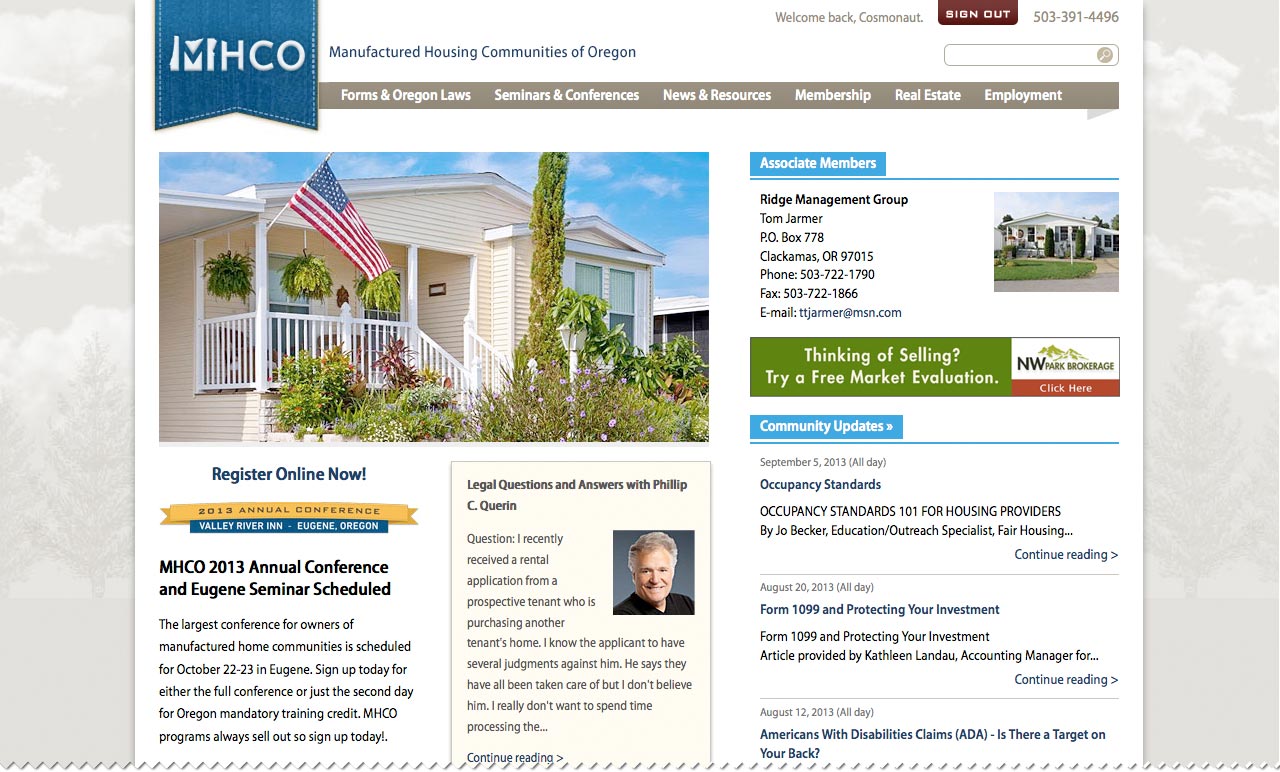 Welcome back, Cosmonaut.
SIGN OUT
503-391-4496
MHCO
Manufactured Housing Communities of Oregon
Forms & Oregon Laws
Seminars & Conferences
News & Resources
Membership
Real Estate
Employment
Register Online Now!
2013 ANNUAL CONFERENCE
VALLEY RIVER INN - EUGENE, OREGON
MHCO 2013 Annual Conference
and Eugene Seminar Scheduled
The largest conference for owners of
manufactured home communities is scheduled
for October 22-23 in Eugene. Sign up today for
either the full conference or just the second day
for Oregon mandatory training credit. MHCO
programs always sell out so sign up today!.
Legal Questions and Answers with Phillip
C. Querin
Question: I recently
received a rental
application from a
prospective tenant who is
purchasing another
tenant's home. I know the applicant to have
several judgments against him. He says they
have all been taken care of but I don't believe
him. I really don't want to spend time
processing the...
Continue reading >
Associate Members
Ridge Management Group
Tom Jarmer
P.O. Box 778
Clackamas, OR 97015
Phone: 503-722-1790
Fax: 503-722-1866
E-mail: ttjarmer@msn.com
Thinking of Selling?
Try a Free Market Evaluation.
NW PARK BROKERAGE
Click Here
Community Updates »
September 5, 2013 (All day)
Occupancy Standards
OCCUPANCY STANDARDS 101 FOR HOUSING PROVIDERS
By Jo Becker, Education/Outreach Specialist, Fair Housing...
Continue reading >
August 20, 2013 (All day)
Form 1099 and Protecting Your Investment
Form 1099 and Protecting Your Investment
Article provided by Kathleen Landau, Accounting Manager for...
Continue reading >
August 12, 2013 (All day)
Americans With Disabilities Claims (ADA) - Is There a Target on
Your Back?